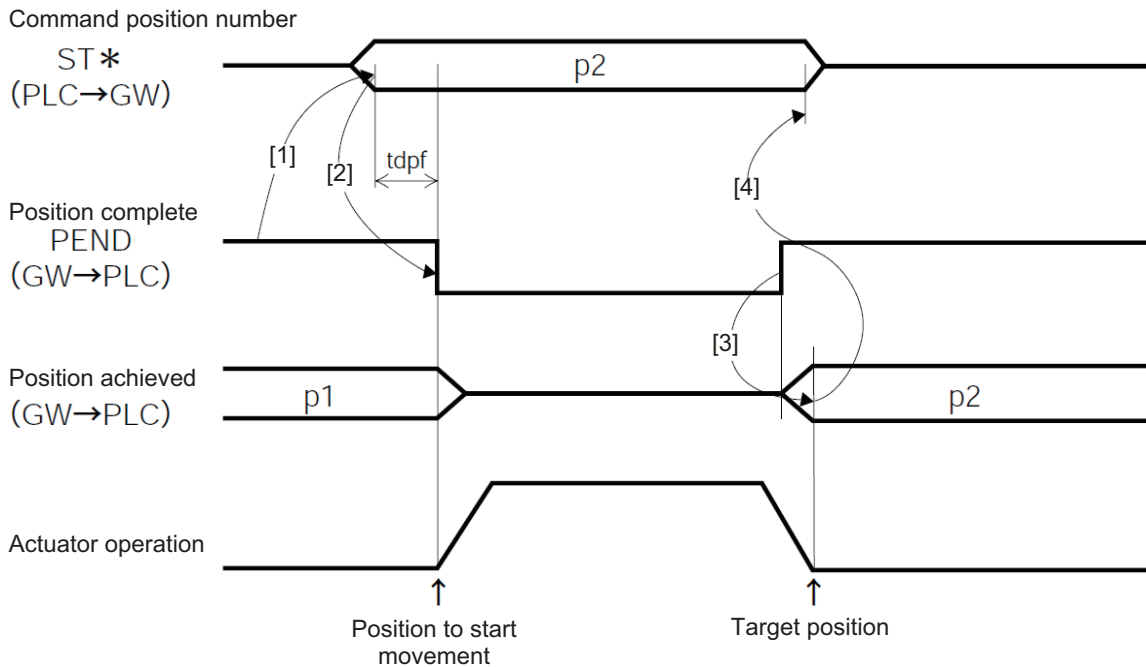 Command position number
ST＊
(PLC→GW)
p2
[1]
[2]
tdpf
[4]
Position complete
PEND
(GW→PLC)
[3]
Position achieved
(GW→PLC)
p1
p2
Actuator operation
↑
↑
Position to start
movement
Target position